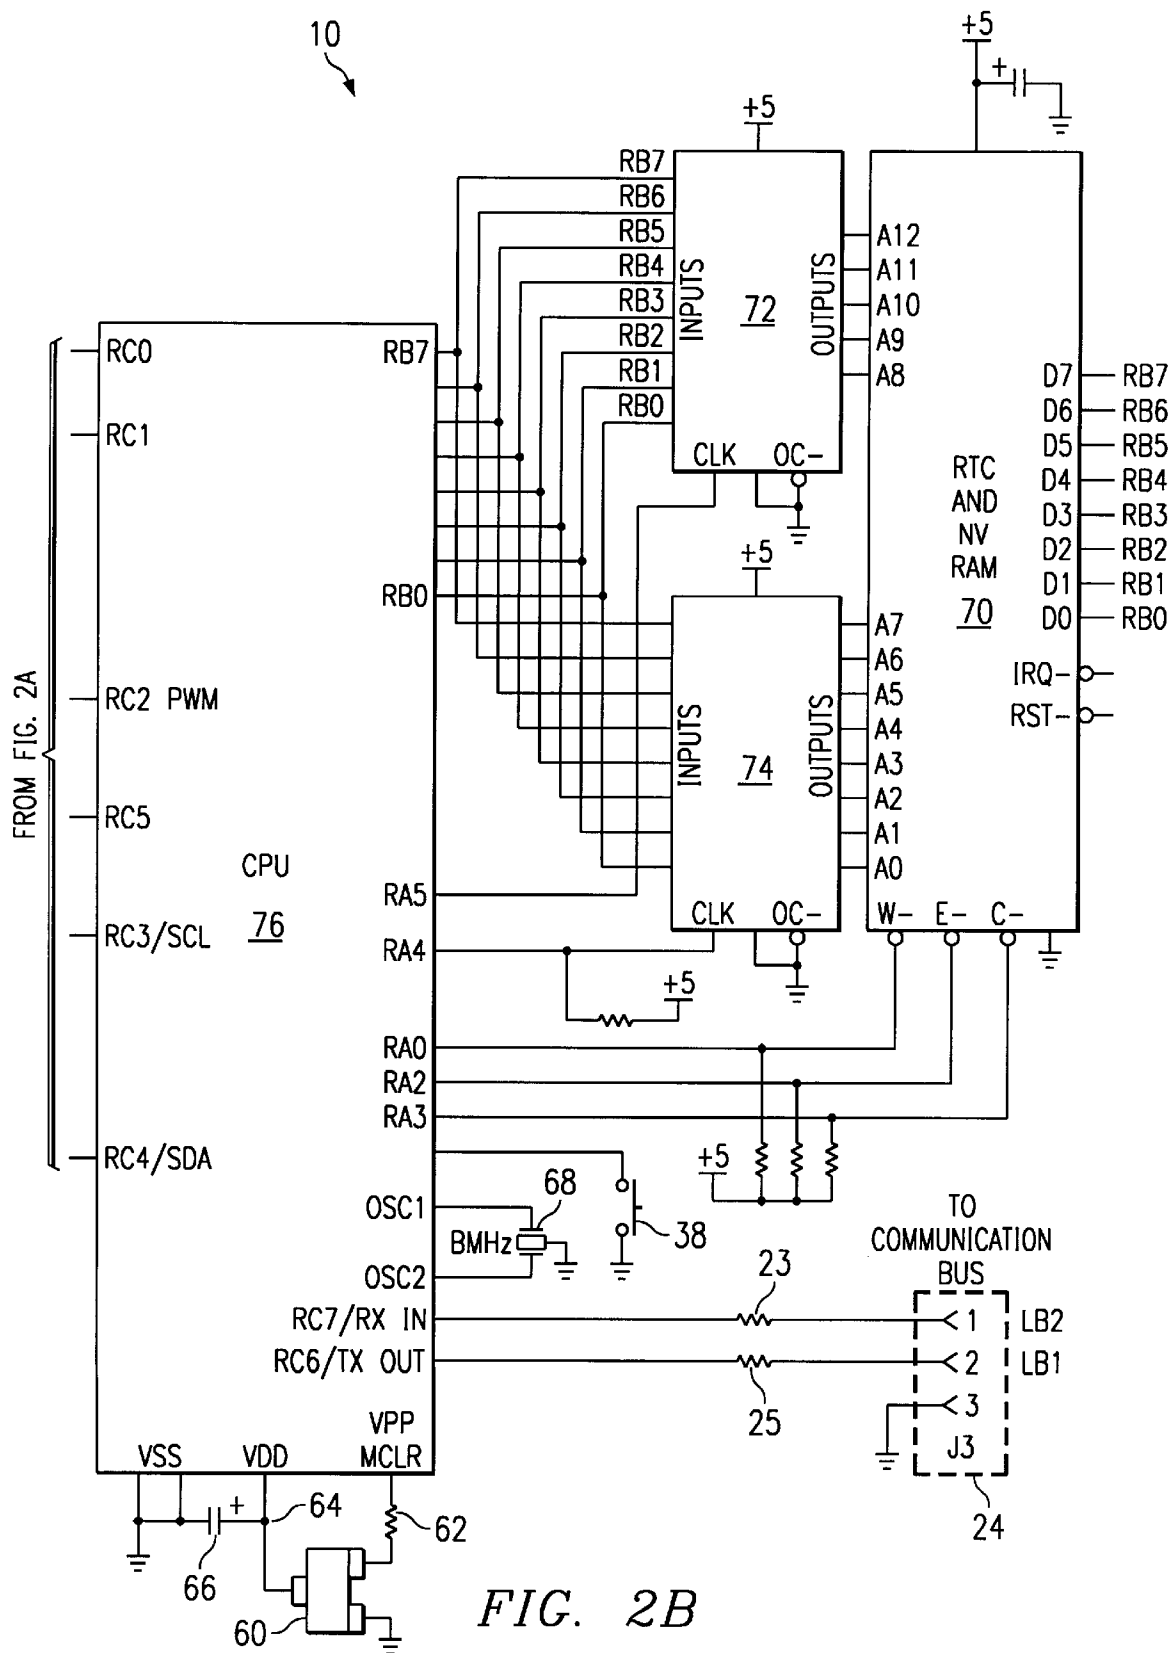 10
+5
+
+5
RB7
RB6
RB5
RB4
RB3
RB2
RB1
RB0
INPUTS
72
OUTPUTS
CLK
OC-
A12
A11
A10
A9
A8
D7
D6
D5
D4
D3
D2
D1
D0
RB7
RB6
RB5
RB4
RB3
RB2
RB1
RB0
RTC
AND
NV
RAM
70
IRQ-
RST-
+5
INPUTS
74
OUTPUTS
CLK
OC-
A7
A6
A5
A4
A3
A2
A1
A0
W-
E-
C-
FROM FIG. 2A
RC0
RC1
RC2 PWM
RC5
RC3/SCL
RC4/SDA
CPU
76
RB7
RB0
RA5
RA4
+5
RA0
RA2
RA3
+5
OSC1
68
BMHz
38
OSC2
RC7/RX IN
23
RC6/TX OUT
25
TO
COMMUNICATION
BUS
1
LB2
2
LB1
3
J3
24
VPP
VSS
VDD
MCLR
+
64
62
66
60
FIG. 2B